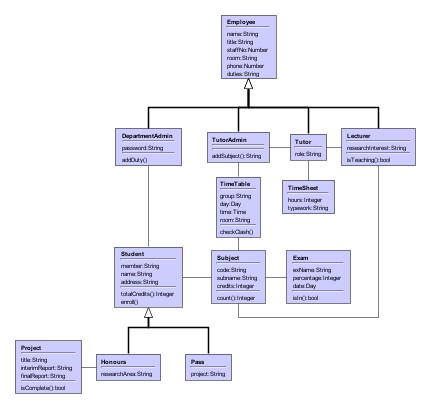 Employee
name:String
title:String
staffNo:Number
room:String
phone:Number
duties:String
DepartmentAdmin
password:String
addDuty()
TutorAdmin
addSubject():String
Tutor
role:String
Lecturer
researchInterest:String
isTeaching():bool
TimeTable
group:String
day:Day
time:Time
room:String
checkClash()
TimeSheet
hours:Integer
typework:String
Student
member:String
name:String
address:String
totalCredits():Integer
enroll()
Subject
code:String
subname:String
credits:Integer
count():Integer
Exam
exName:String
percentage:Integer
date:Day
isIn():bool
Project
title:String
interimReport:String
finalReport:String
isComplete():bool
Honours
researchArea:String
Pass
project:String